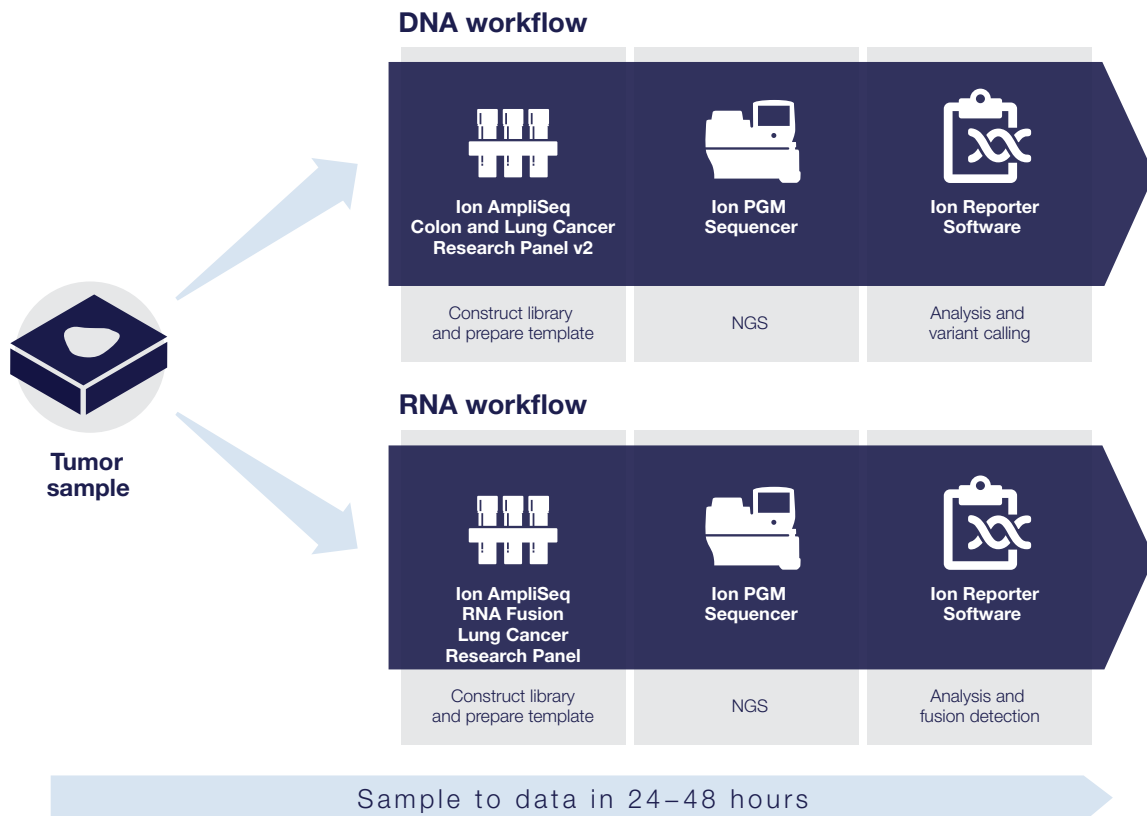 DNA workflow
Ion AmpliSeq
Colon and Lung Cancer
Research Panel v2
Ion PGM
Sequencer
Ion Reporter
Software
Construct library
and prepare template
NGS
Analysis and
variant calling
Tumor
sample
RNA workflow
Ion AmpliSeq
RNA Fusion
Lung Cancer
Research Panel
Ion PGM
Sequencer
Ion Reporter
Software
Construct library
and prepare template
NGS
Analysis and
fusion detection
Sample to data in 24–48 hours